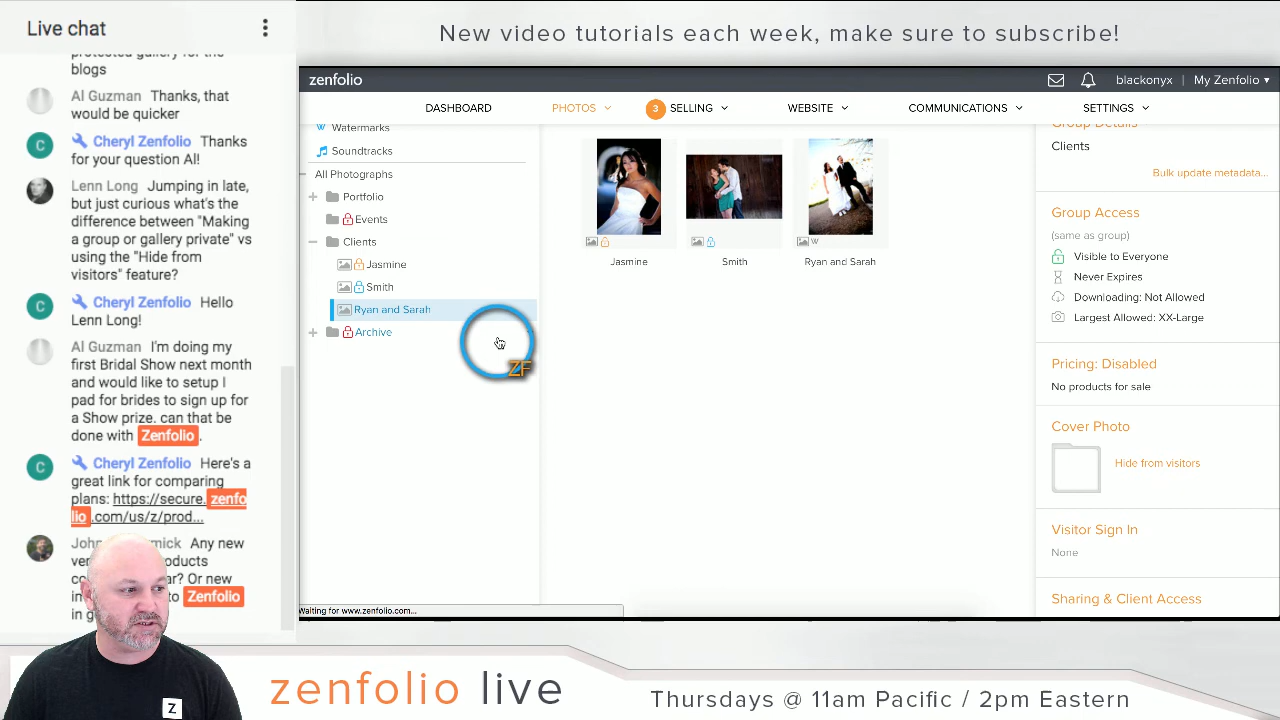 Live chat
New video tutorials each week, make sure to subscribe!
protected gallery for the
blogs
Al Guzman Thanks, that
would be quicker
C Cheryl Zenfolio Thanks
for your question Al!
Lenn Long Jumping in late,
but just curious what's the
difference between "Making
a group or gallery private" vs
using the "Hide from
visitors" feature?
C Cheryl Zenfolio Hello
Lenn Long!
Al Guzman I'm doing my
first Bridal Show next month
and would like to setup I
pad for brides to sign up for
a Show prize. can that be
done with Zenfolio.
C Cheryl Zenfolio Here's a
great link for comparing
plans: https://secure.zenfo
lio.com/us/z/prod...
Any new
to Zenfolio
in
zenfolio
blackonyx | My Zenfolio
DASHBOARD
PHOTOS
3 SELLING
WEBSITE
COMMUNICATIONS
SETTINGS
Watermarks
Soundtracks
All Photographs
Portfolio
Events
Clients
Jasmine
Smith
Ryan and Sarah
Archive
ZF
W
Jasmine
Smith
Ryan and Sarah
Group Details
Clients
Bulk update metadata...
Group Access
(same as group)
Visible to Everyone
Never Expires
Downloading: Not Allowed
Largest Allowed: XX-Large
Pricing: Disabled
No products for sale
Cover Photo
Hide from visitors
Visitor Sign In
None
Sharing & Client Access
Waiting for www.zenfolio.com...
Z
zenfolio live
Thursdays @ 11am Pacific / 2pm Eastern